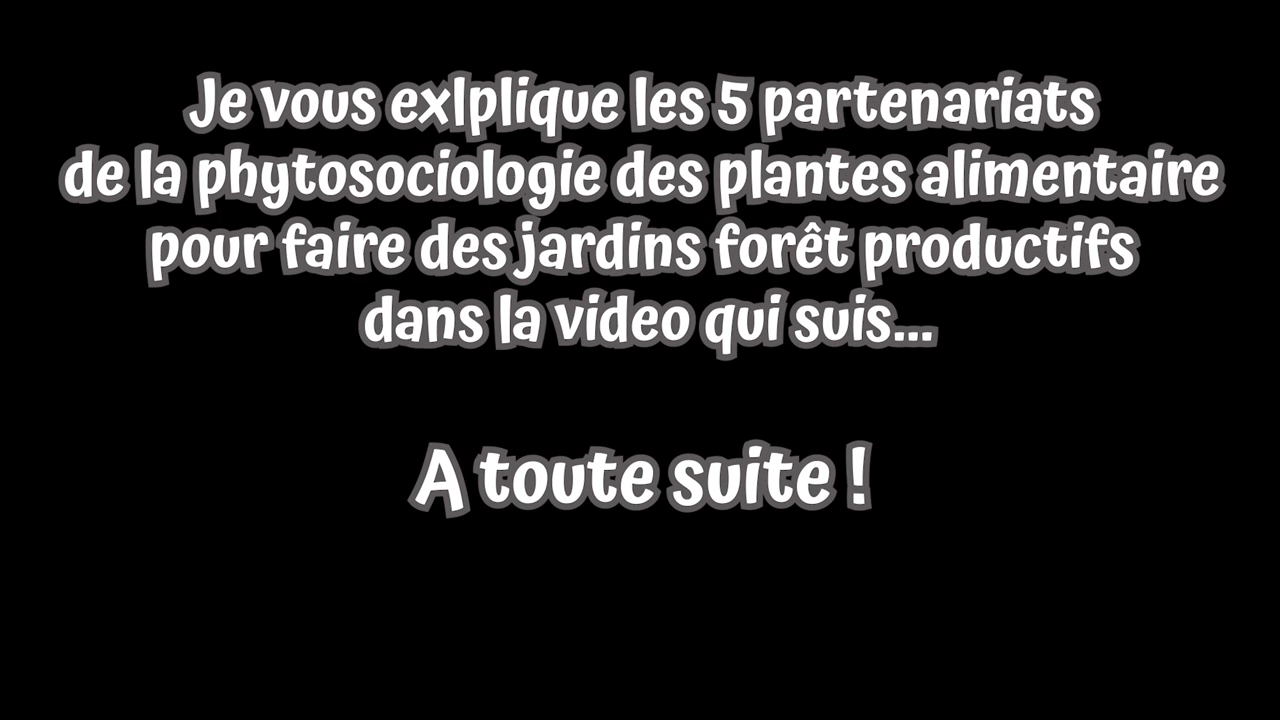 Je vous exlplique les 5 partenariats
de la phytosociologie des plantes alimentaire
pour faire des jardins forêt productifs
dans la video qui suis...
A toute suite !